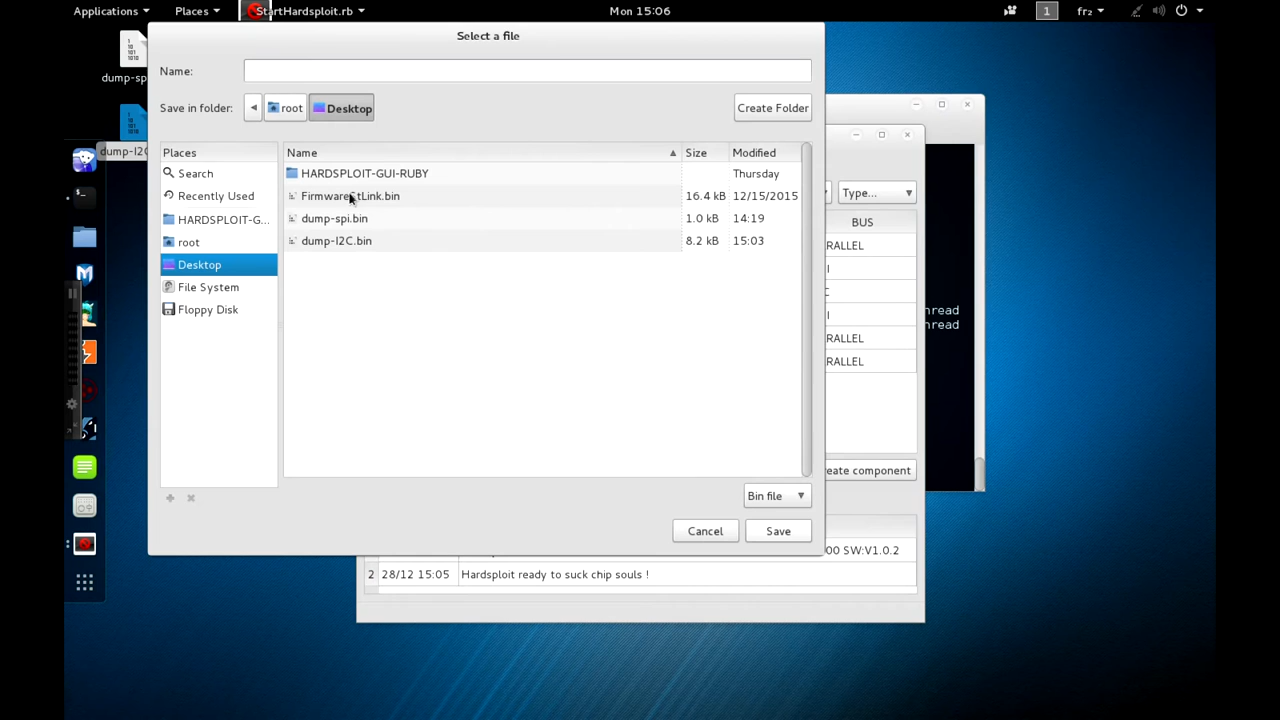 Applications Places StartHardsploit.rb Mon 15:06 1 fr₂
Select a file
dump-sp
Name:
Save in folder: root Desktop Create Folder
dump-I2C
Places Name Size Modified
Search HARDSPLOIT-GUI-RUBY Thursday
Recently Used 16.4 kB 12/15/2015 Type...
HARDSPLOIT-G... dump-spi.bin 1.0 kB 14:19 BUS
root dump-I2C.bin 8.2 kB 15:03 RALLEL
Desktop I
File System C
Floppy Disk I hread
hread
RALLEL
RALLEL
eate component
Bin file
Cancel Save
00 SW:V1.0.2
2 28/12 15:05 Hardsploit ready to suck chip souls !